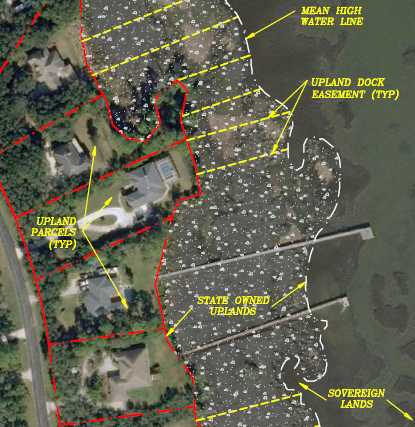 MEAN HIGH
WATER LINE
UPLAND DOCK
EASEMENT (TYP)
UPLAND
PARCELS
(TYP)
STATE OWNED
UPLANDS
SOVEREIGN
LANDS